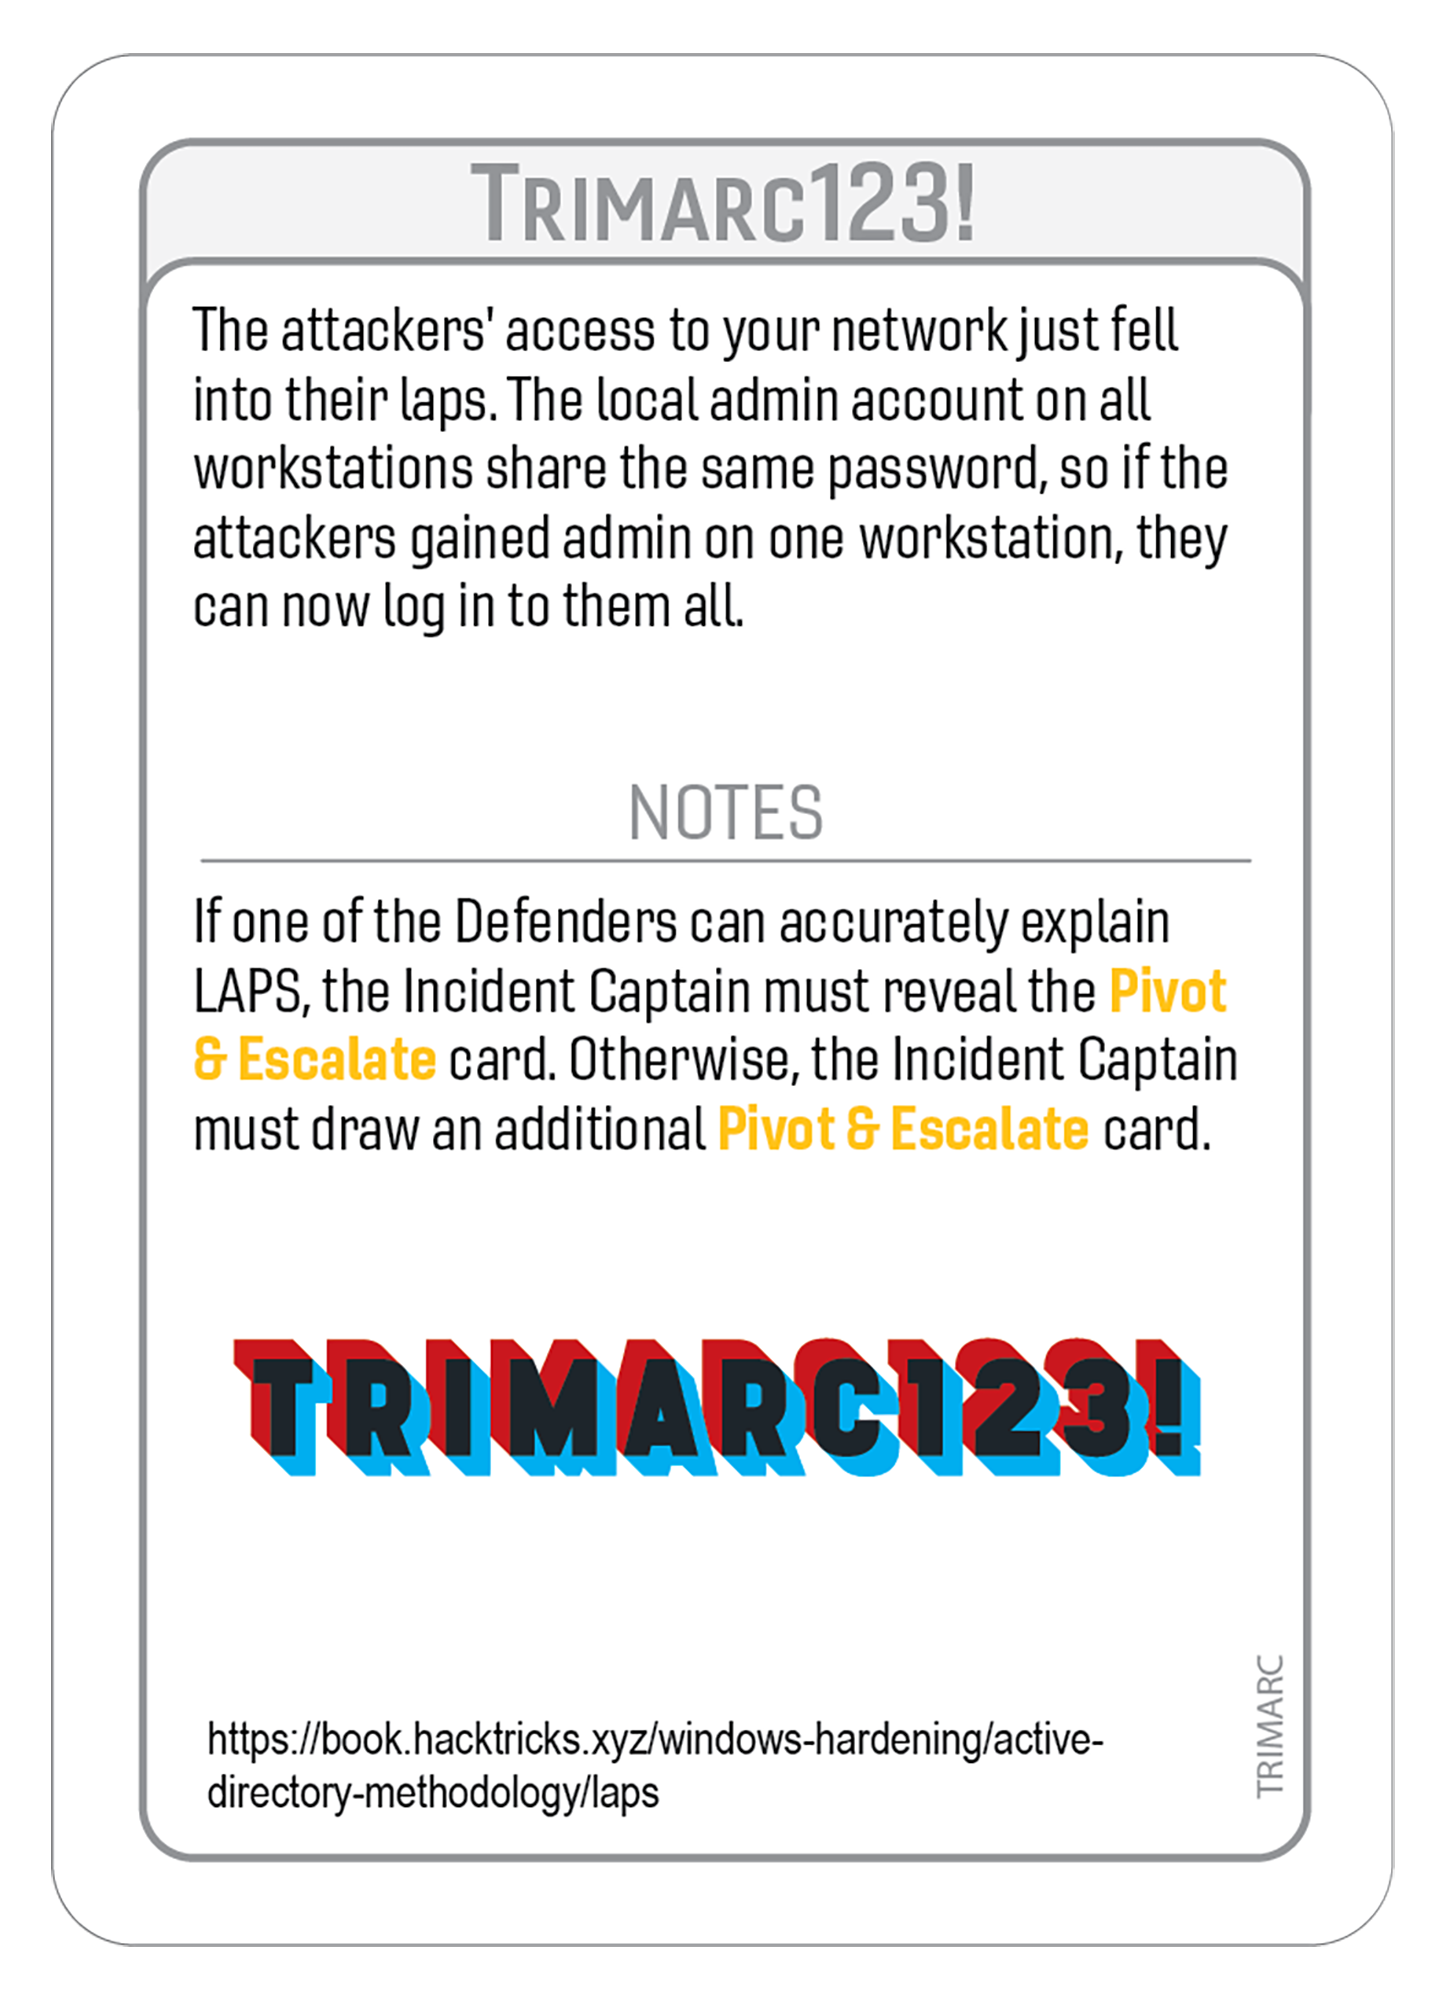 TRIMARC123!
The attackers' access to your network just fell
into their laps. The local admin account on all
workstations share the same password, so if the
attackers gained admin on one workstation, they
can now log in to them all.
NOTES
If one of the Defenders can accurately explain
LAPS, the Incident Captain must reveal the Pivot
& Escalate card. Otherwise, the Incident Captain
must draw an additional Pivot & Escalate card.
TRIMARC123!
https://book.hacktricks.xyz/windows-hardening/active-
directory-methodology/laps
TRIMARC